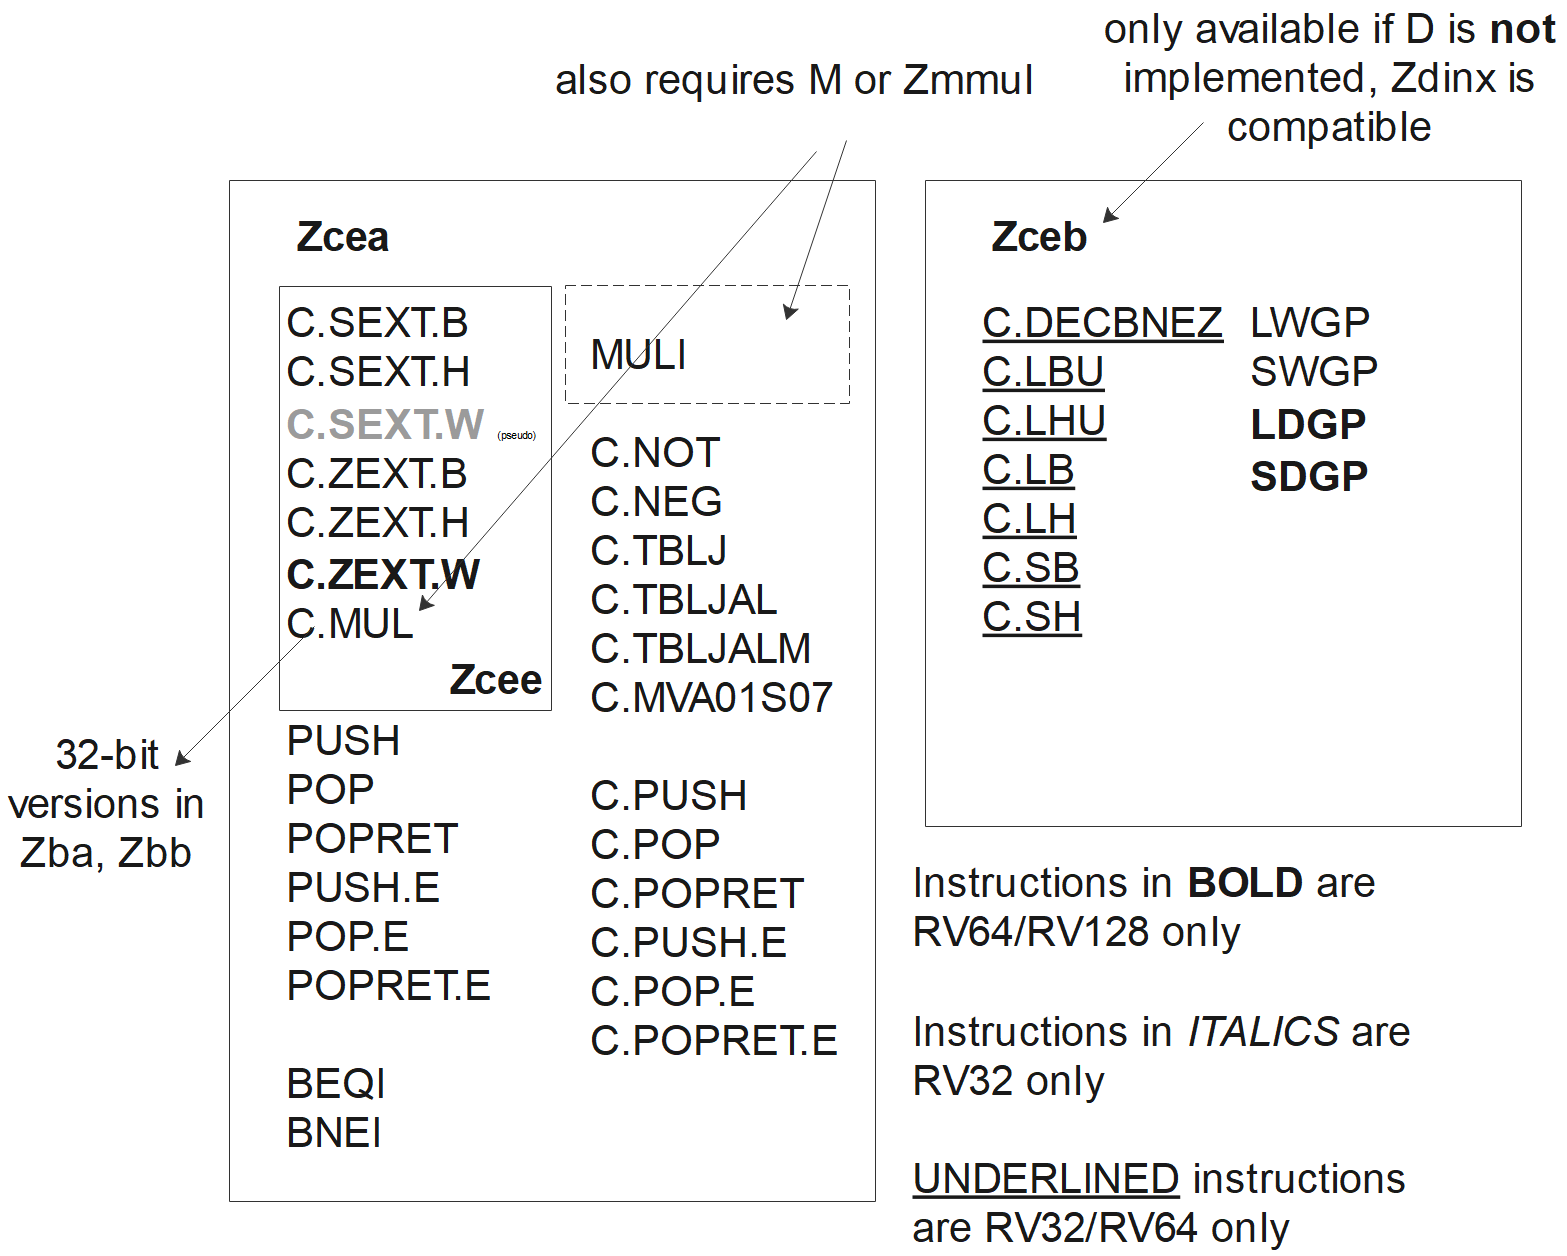 only available if D is not
implemented, Zdinx is
compatible
also requires M or Zmmul
Zcea
C.SEXT.B
C.SEXT.H
C.SEXT.W (pseudo)
C.ZEXT.B
C.ZEXT.H
C.ZEXT.W
C.MUL
Zcee
32-bit
versions in
Zba, Zbb
PUSH
POP
POPRET
PUSH.E
POP.E
POPRET.E
BEQI
BNEI
MULI
C.NOT
C.NEG
C.TBLJ
C.TBLJAL
C.TBLJALM
C.MVA01S07
C.PUSH
C.POP
C.POPRET
C.PUSH.E
C.POP.E
C.POPRET.E
Zceb
C.DECBNEZ
C.LBU
C.LHU
C.LB
C.LH
C.SB
C.SH
LWGP
SWGP
LDGP
SDGP
Instructions in BOLD are
RV64/RV128 only
Instructions in ITALICS are
RV32 only
UNDERLINED instructions
are RV32/RV64 only